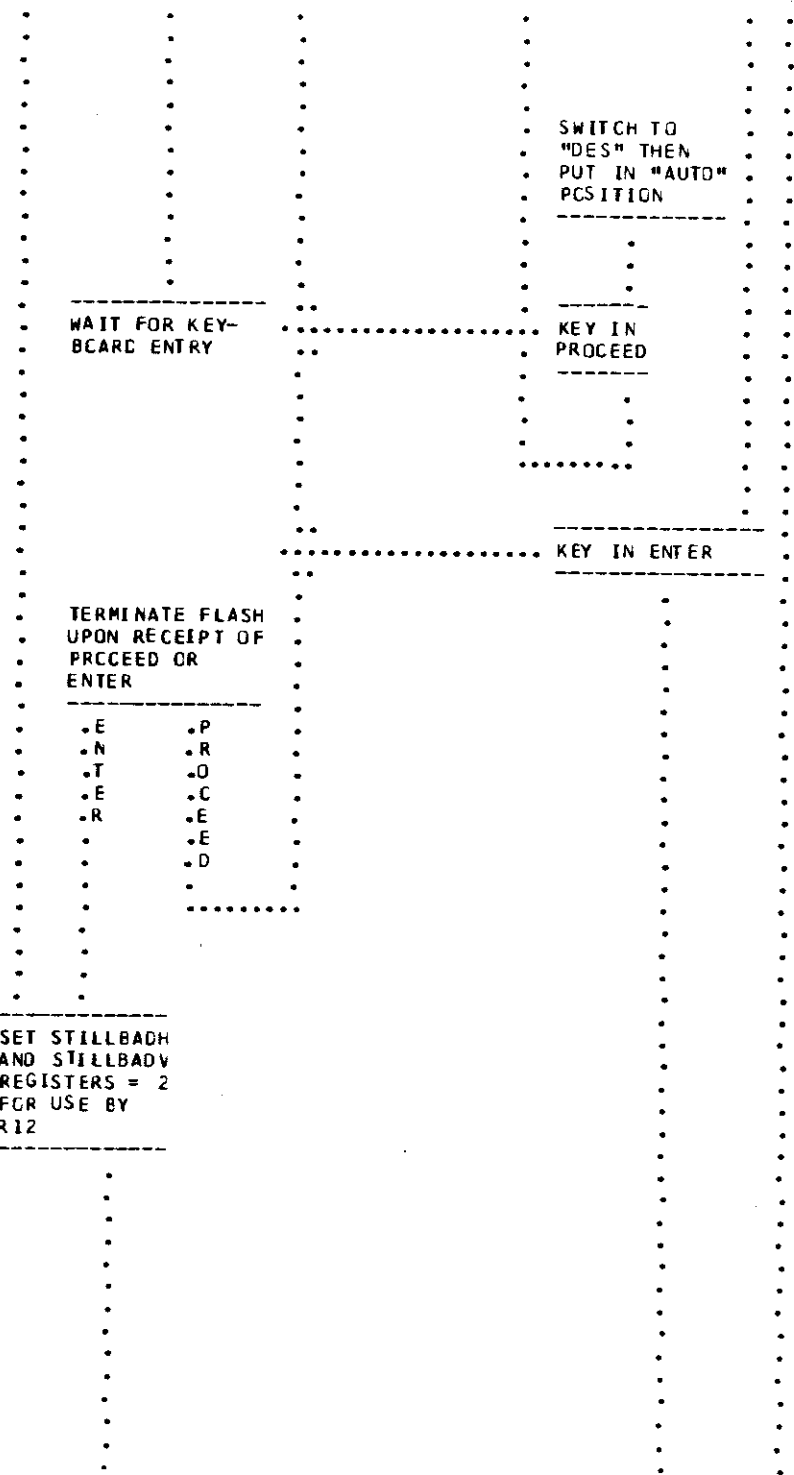 SWITCH TO
"DES" THEN
PUT IN "AUTO"
PCSITION
WAIT FOR KEY-
BCARC ENTRY
KEY IN
PROCEED
KEY IN ENTER
TERMINATE FLASH
UPON RECEIPT OF
PRCCEED OR
ENTER
.E .P
.N .R
.T .O
.E .C
.R .E
.E
.D
SET STILLBADH
AND STILLBADV
REGISTERS = 2
FCR USE BY
R12